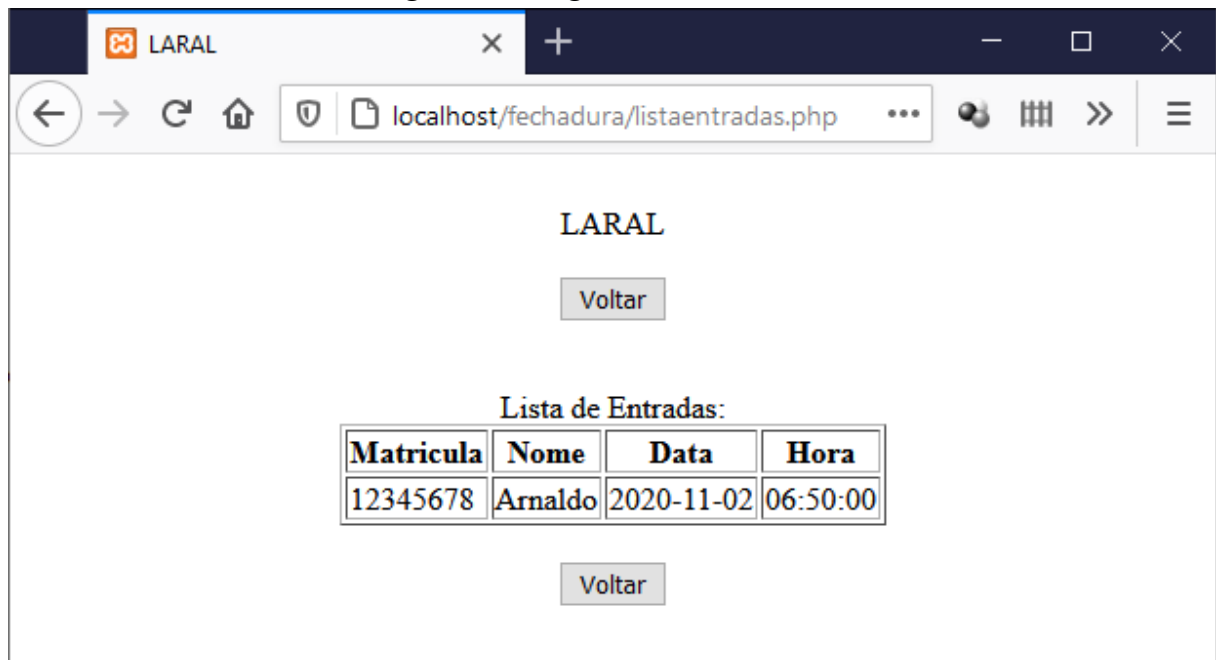 LARAL
localhost/fechadura/listaentradas.php
LARAL
Voltar
Lista de Entradas:
Matricula Nome Data Hora
12345678 Arnaldo 2020-11-02 06:50:00
Voltar